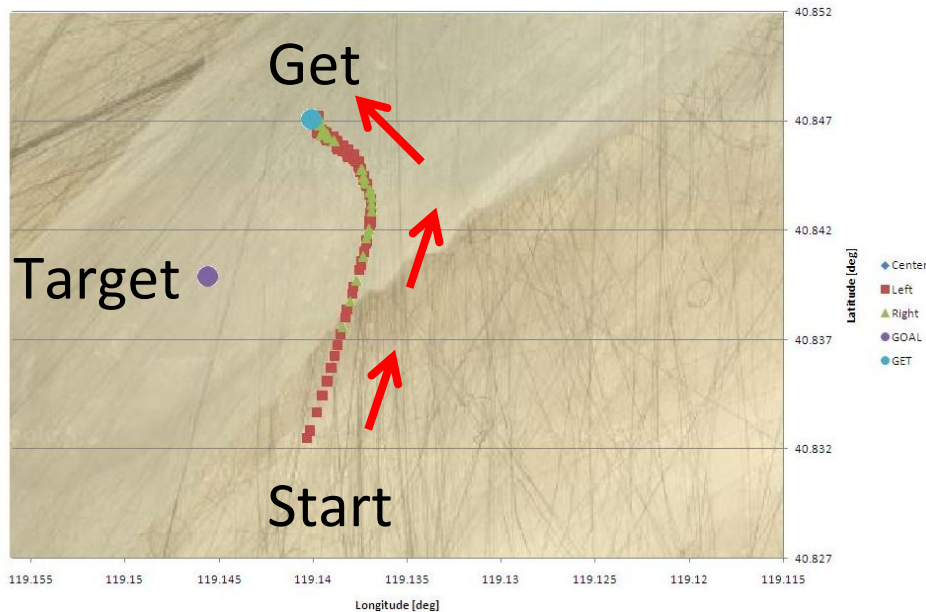 Get
Target
Start
40.852
40.847
40.842
40.837
40.832
40.827
Latitude [deg]
Center
Left
Right
GOAL
GET
119.155
119.15
119.145
119.14
119.135
119.13
119.125
119.12
119.115
Longitude [deg]